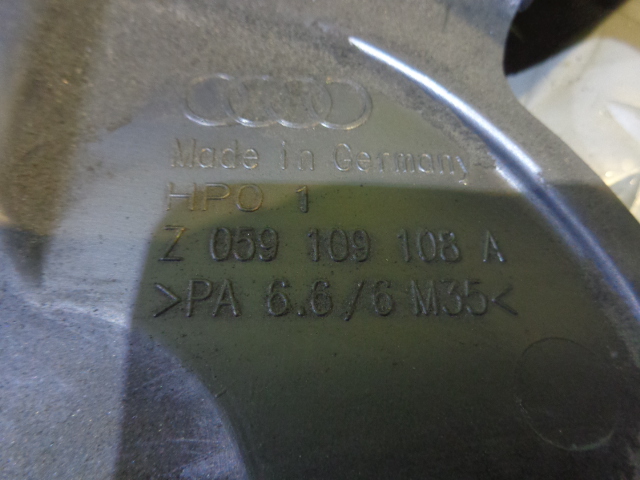 Made in Germany
HPO 1
Z 059 109 108 A
>PA 6.6/6 M35<